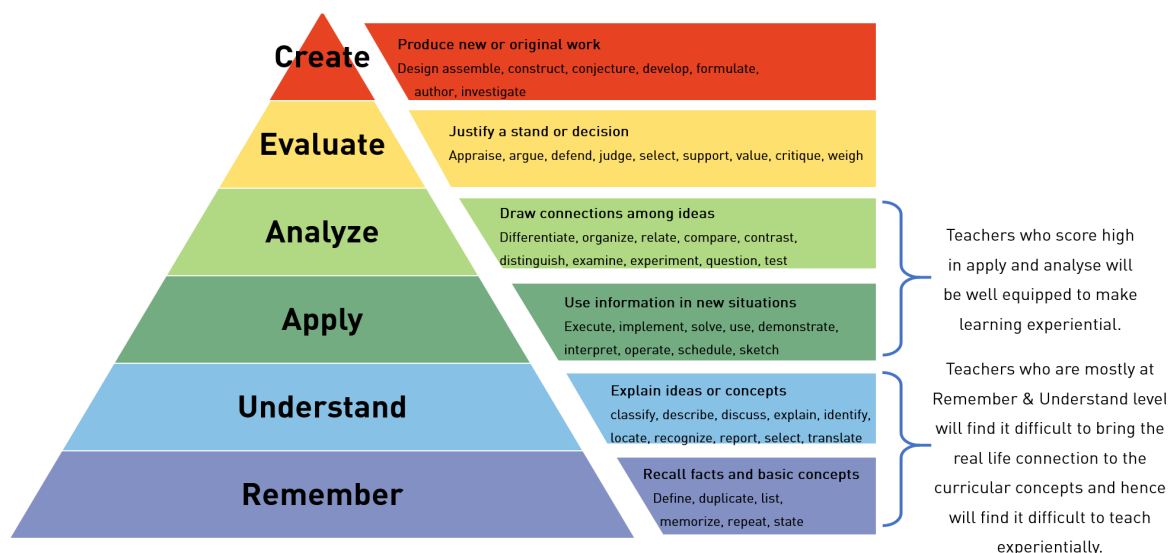 Create
Produce new or original work
Design assemble, construct, conjecture, develop, formulate,
author, investigate
Evaluate
Justify a stand or decision
Appraise, argue, defend, judge, select, support, value, critique, weigh
Analyze
Draw connections among ideas
Differentiate, organize, relate, compare, contrast,
distinguish, examine, experiment, question, test
Apply
Use information in new situations
Execute, implement, solve, use, demonstrate,
interpret, operate, schedule, sketch
Teachers who score high
in apply and analyse will
be well equipped to make
learning experiential.
Understand
Explain ideas or concepts
classify, describe, discuss, explain, identify,
locate, recognize, report, select, translate
Remember
Recall facts and basic concepts
Define, duplicate, list,
memorize, repeat, state
Teachers who are mostly at
Remember & Understand level
will find it difficult to bring the
real life connection to the
curricular concepts and hence
will find it difficult to teach
experientially.